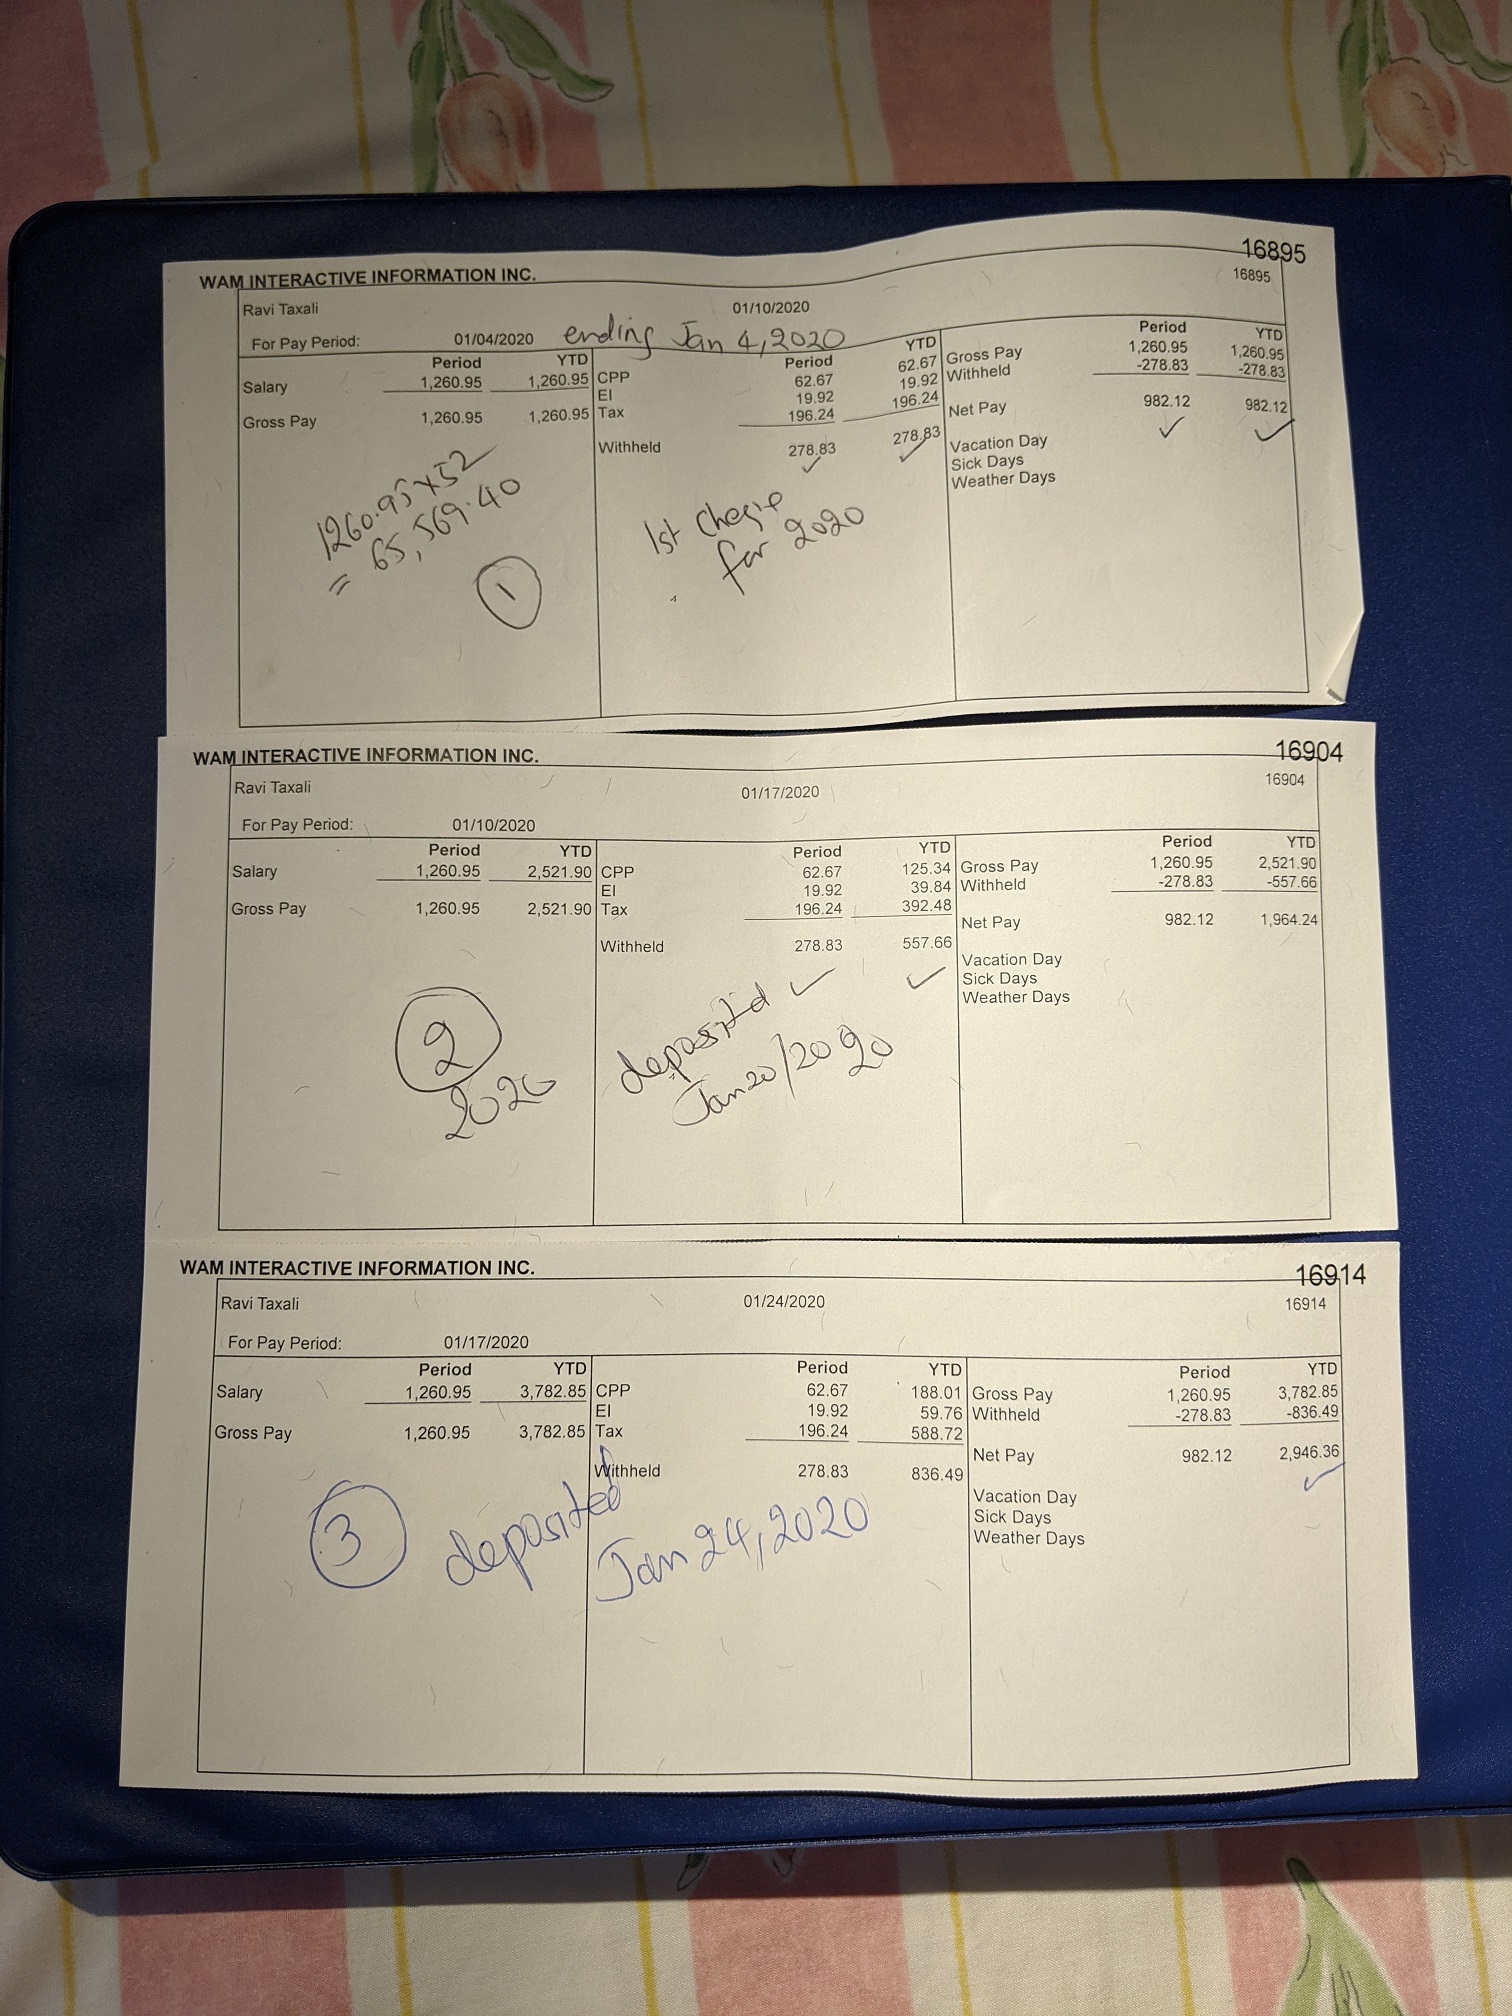 WAM INTERACTIVE INFORMATION INC. 16895
16895
Ravi Taxali 01/10/2020
For Pay Period: 01/04/2020 ending Jan 4, 2020
Period YTD Period YTD Period YTD
Salary 1,260.95 1,260.95 CPP 62.67 62.67 Gross Pay 1,260.95 1,260.95
EI 19.92 19.92 Withheld -278.83 -278.83
Gross Pay 1,260.95 1,260.95 Tax 196.24 196.24
Net Pay 982.12 982.12
Withheld 278.83 278.83
Vacation Day
Sick Days
Weather Days
1260.95x52
= 65,569.40
1
1st Cheque
for 2020
WAM INTERACTIVE INFORMATION INC. 16904
Ravi Taxali 01/17/2020 16904
For Pay Period: 01/10/2020
Period YTD Period YTD Period YTD
Salary 1,260.95 2,521.90 CPP 62.67 125.34 Gross Pay 1,260.95 2,521.90
EI 19.92 39.84 Withheld -278.83 -557.66
Gross Pay 1,260.95 2,521.90 Tax 196.24 392.48
Net Pay 982.12 1,964.24
Withheld 278.83 557.66
Vacation Day
Sick Days
Weather Days
2
2020
deposited
Jan 20/2020
WAM INTERACTIVE INFORMATION INC. 16914
Ravi Taxali 01/24/2020 16914
For Pay Period: 01/17/2020
Period YTD Period YTD Period YTD
Salary 1,260.95 3,782.85 CPP 62.67 188.01 Gross Pay 1,260.95 3,782.85
EI 19.92 59.76 Withheld -278.83 -836.49
Gross Pay 1,260.95 3,782.85 Tax 196.24 588.72
Net Pay 982.12 2,946.36
Withheld 278.83 836.49
Vacation Day
Sick Days
Weather Days
3 deposited Jan 24, 2020